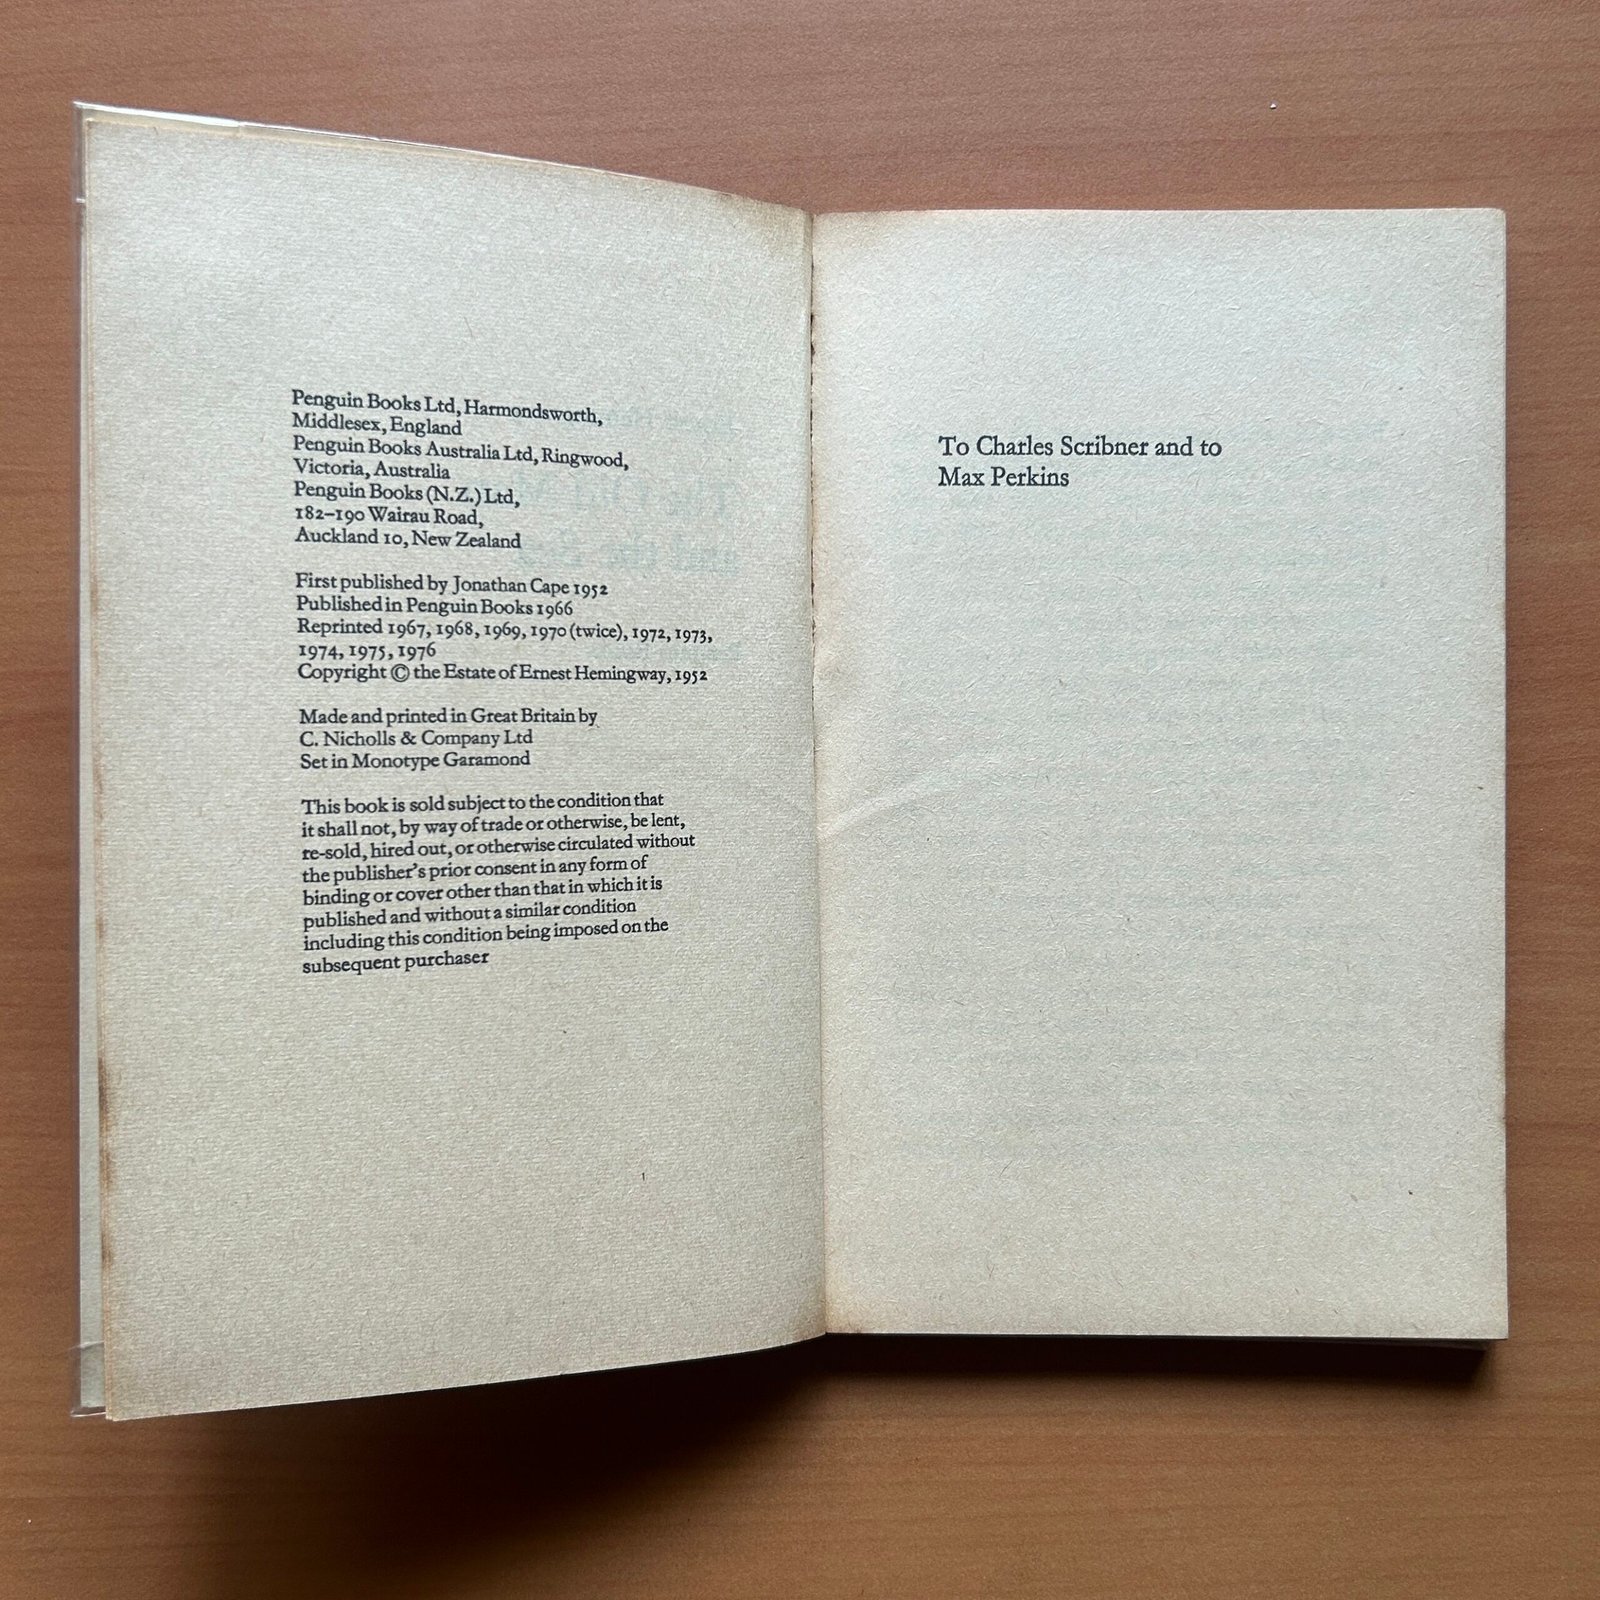 Penguin Books Ltd, Harmondsworth,
Middlesex, England
Penguin Books Australia Ltd, Ringwood,
Victoria, Australia
Penguin Books (N.Z.) Ltd,
182–190 Wairau Road,
Auckland 10, New Zealand
First published by Jonathan Cape 1952
Published in Penguin Books 1966
Reprinted 1967, 1968, 1969, 1970 (twice), 1972, 1973,
1974, 1975, 1976
Copyright © the Estate of Ernest Hemingway, 1952
Made and printed in Great Britain by
C. Nicholls & Company Ltd
Set in Monotype Garamond
This book is sold subject to the condition that
it shall not, by way of trade or otherwise, be lent,
re-sold, hired out, or otherwise circulated without
the publisher's prior consent in any form of
binding or cover other than that in which it is
published and without a similar condition
including this condition being imposed on the
subsequent purchaser
To Charles Scribner and to
Max Perkins